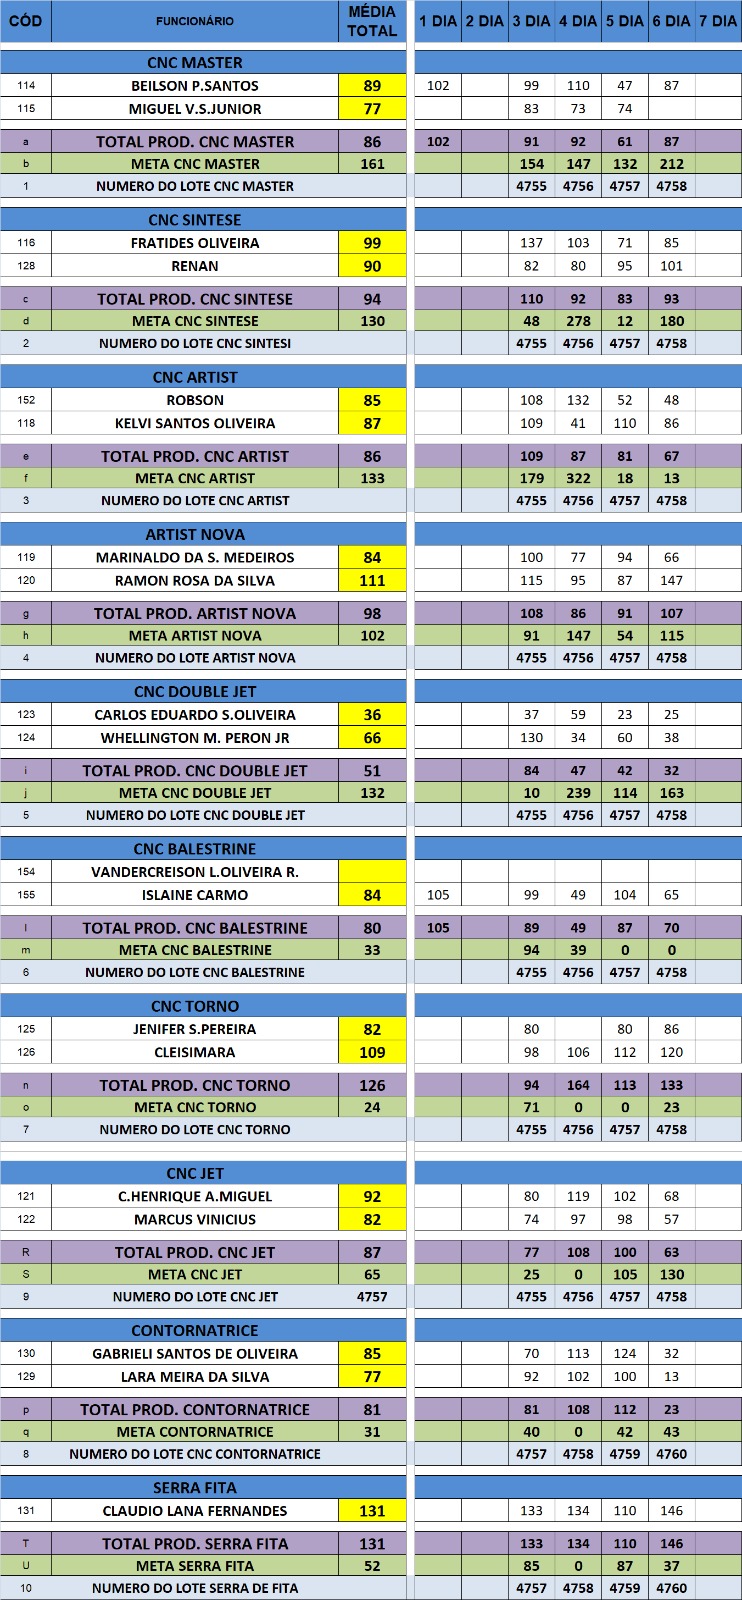 CÓD FUNCIONÁRIO MÉDIA TOTAL 1 DIA 2 DIA 3 DIA 4 DIA 5 DIA 6 DIA 7 DIA
CNC MASTER
114 BEILSON P.SANTOS 89 102 99 110 47 87
115 MIGUEL V.S.JUNIOR 77 83 73 74
a TOTAL PROD. CNC MASTER 86 102 91 92 61 87
b META CNC MASTER 161 154 147 132 212
1 NUMERO DO LOTE CNC MASTER 4755 4756 4757 4758
CNC SINTESE
116 FRATIDES OLIVEIRA 99 137 103 71 85
128 RENAN 90 82 80 95 101
c TOTAL PROD. CNC SINTESE 94 110 92 83 93
d META CNC SINTESE 130 48 278 12 180
2 NUMERO DO LOTE CNC SINTESI 4755 4756 4757 4758
CNC ARTIST
152 ROBSON 85 108 132 52 48
118 KELVI SANTOS OLIVEIRA 87 109 41 110 86
e TOTAL PROD. CNC ARTIST 86 109 87 81 67
f META CNC ARTIST 133 179 322 18 13
3 NUMERO DO LOTE CNC ARTIST 4755 4756 4757 4758
ARTIST NOVA
119 MARINALDO DA S. MEDEIROS 84 100 77 94 66
120 RAMON ROSA DA SILVA 111 115 95 87 147
g TOTAL PROD. ARTIST NOVA 98 108 86 91 107
h META ARTIST NOVA 102 91 147 54 115
4 NUMERO DO LOTE ARTIST NOVA 4755 4756 4757 4758
CNC DOUBLE JET
123 CARLOS EDUARDO S.OLIVEIRA 36 37 59 23 25
124 WHELLINGTON M. PERON JR 66 130 34 60 38
i TOTAL PROD. CNC DOUBLE JET 51 84 47 42 32
j META CNC DOUBLE JET 132 10 239 114 163
5 NUMERO DO LOTE CNC DOUBLE JET 4755 4756 4757 4758
CNC BALESTRINE
154 VANDERCREISON L.OLIVEIRA R.
155 ISLAINE CARMO 84 105 99 49 104 65
l TOTAL PROD. CNC BALESTRINE 80 105 89 49 87 70
m META CNC BALESTRINE 33 94 39 0 0
6 NUMERO DO LOTE CNC BALESTRINE 4755 4756 4757 4758
CNC TORNO
125 JENIFER S.PEREIRA 82 80 80 86
126 CLEISIMARA 109 98 106 112 120
n TOTAL PROD. CNC TORNO 126 94 164 113 133
o META CNC TORNO 24 71 0 0 23
7 NUMERO DO LOTE CNC TORNO 4755 4756 4757 4758
CNC JET
121 C.HENRIQUE A.MIGUEL 92 80 119 102 68
122 MARCUS VINICIUS 82 74 97 98 57
R TOTAL PROD. CNC JET 87 77 108 100 63
S META CNC JET 65 25 0 105 130
9 NUMERO DO LOTE CNC JET 4757 4755 4756 4757 4758
CONTORNATRICE
130 GABRIELI SANTOS DE OLIVEIRA 85 70 113 124 32
129 LARA MEIRA DA SILVA 77 92 102 100 13
p TOTAL PROD. CONTORNATRICE 81 81 108 112 23
q META CONTORNATRICE 31 40 0 42 43
8 NUMERO DO LOTE CNC CONTORNATRICE 4757 4758 4759 4760
SERRA FITA
131 CLAUDIO LANA FERNANDES 131 133 134 110 146
T TOTAL PROD. SERRA FITA 131 133 134 110 146
U META SERRA FITA 52 85 0 87 37
10 NUMERO DO LOTE SERRA DE FITA 4757 4758 4759 4760